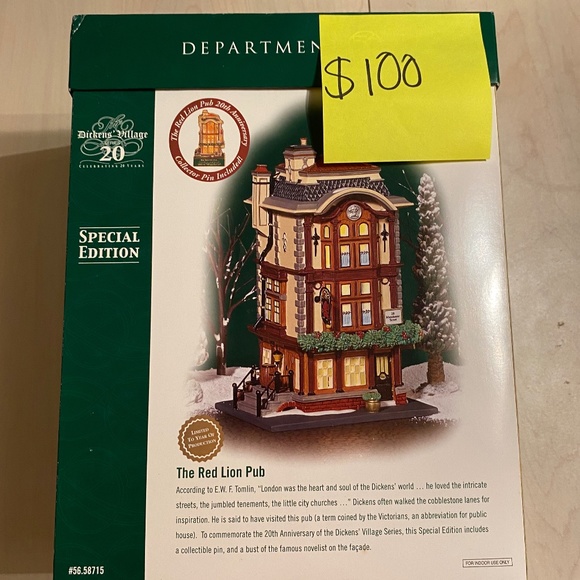 DEPARTMEN
$100
The Red Lion Pub 20th Anniversary
Collector Pin Included!
The
Dickens' Village
SERIES
20
CELEBRATING 20 YEARS
SPECIAL
EDITION
LIMITED
TO YEAR OF
PRODUCTION
The Red Lion Pub
According to E.W. F. Tomlin, "London was the heart and soul of the Dickens' world ... he loved the intricate
streets, the jumbled tenements, the little city churches ..." Dickens often walked the cobblestone lanes for
inspiration. He is said to have visited this pub (a term coined by the Victorians, an abbreviation for public
house). To commemorate the 20th Anniversary of the Dickens' Village Series, this Special Edition includes
a collectible pin, and a bust of the famous novelist on the façade.
#56.58715
FOR INDOOR USE ONLY